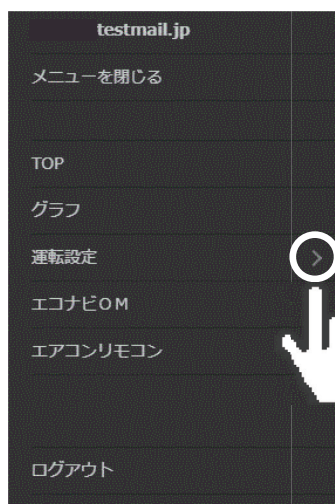 testmail.jp
メニューを閉じる
TOP
グラフ
運転設定
エコナビOM
エアコンリモコン
ログアウト